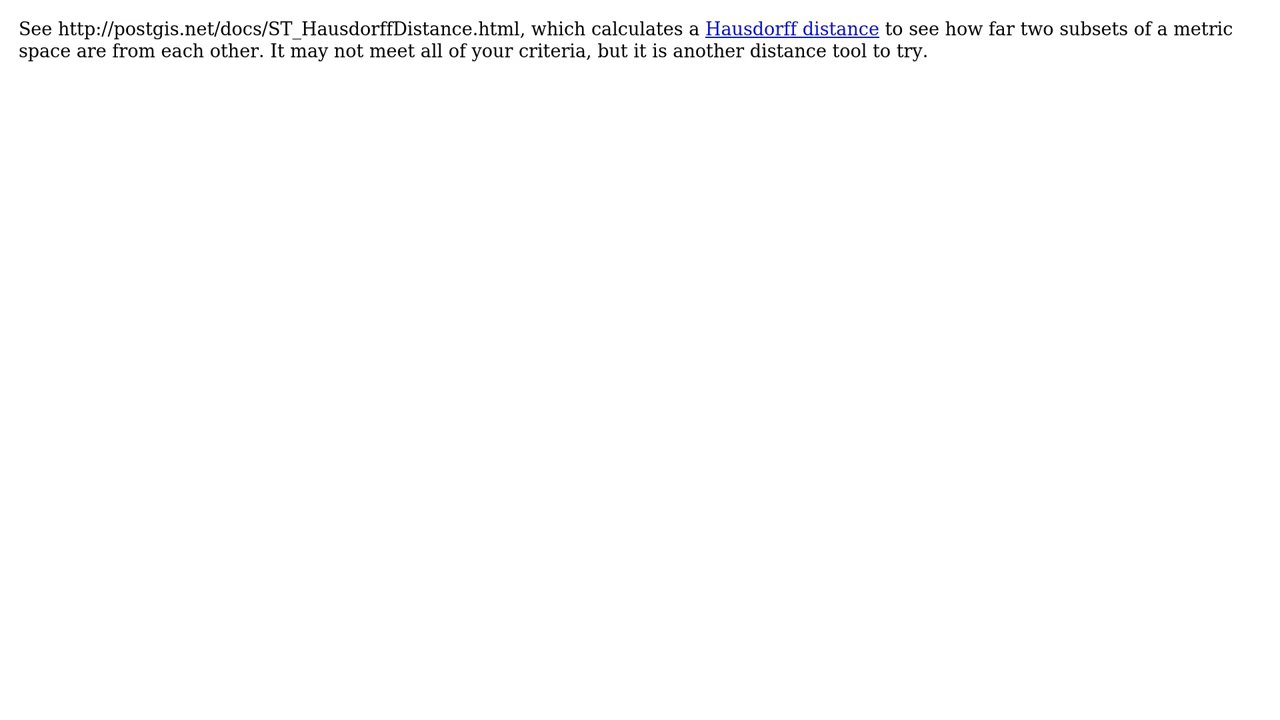 See http://postgis.net/docs/ST_HausdorffDistance.html, which calculates a Hausdorff distance to see how far two subsets of a metric
space are from each other. It may not meet all of your criteria, but it is another distance tool to try.